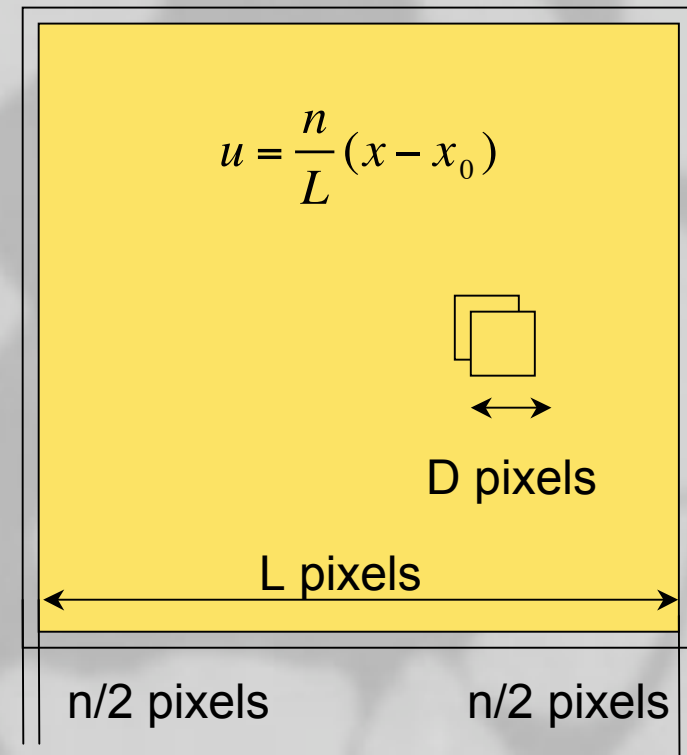 u = n/L (x − x₀)
D pixels
L pixels
n/2 pixels n/2 pixels